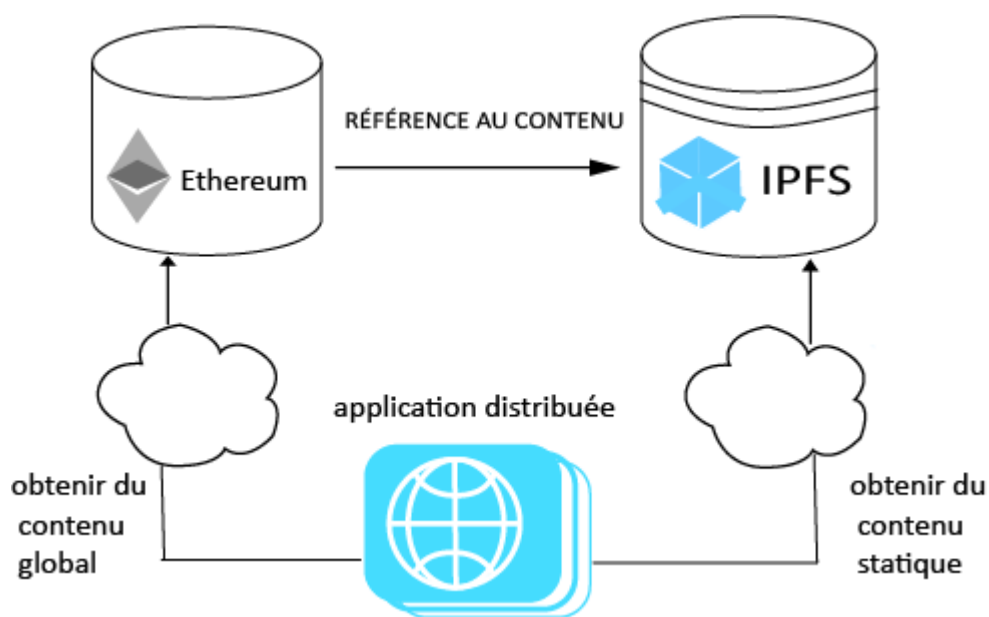 RÉFÉRENCE AU CONTENU
Ethereum
IPFS
application distribuée
obtenir du
contenu
global
obtenir du
contenu
statique